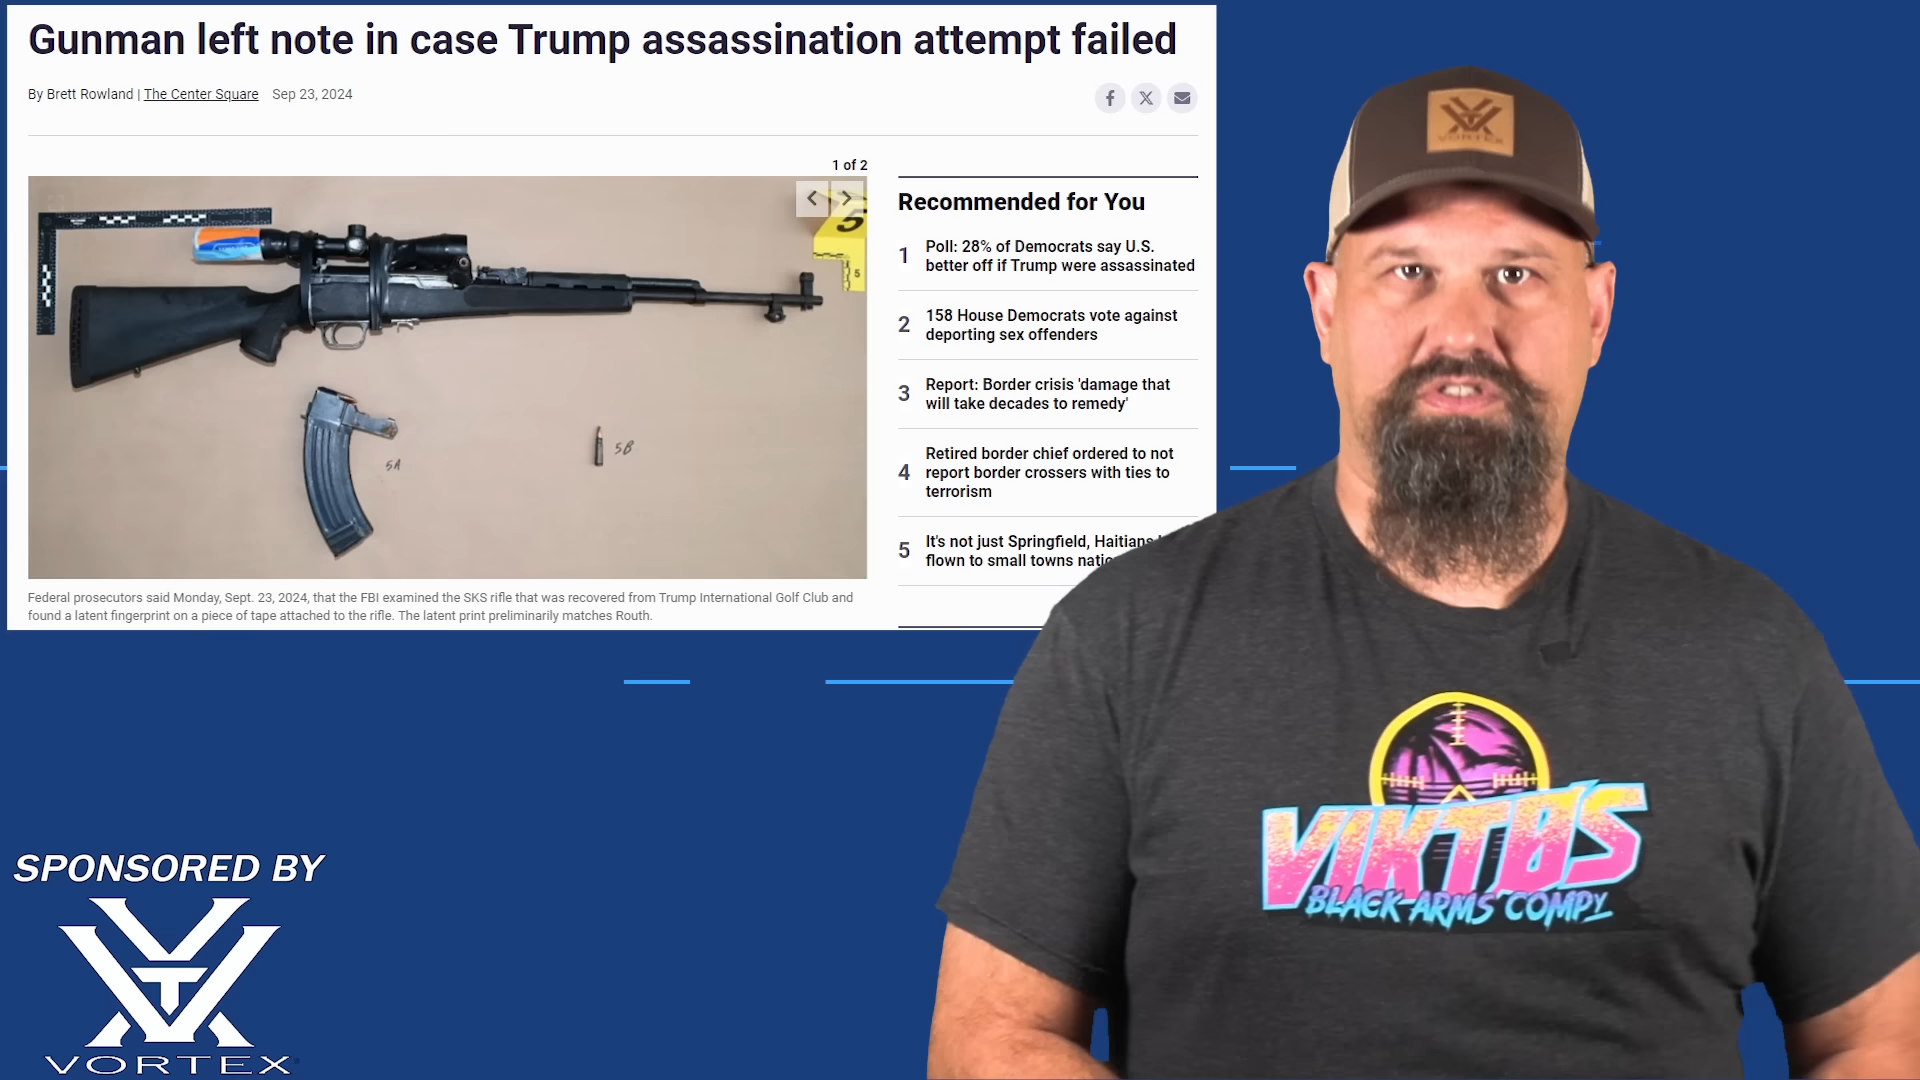 Gunman left note in case Trump assassination attempt failed
By Brett Rowland | The Center Square Sep 23, 2024
1 of 2
5
5
5A
5B
Federal prosecutors said Monday, Sept. 23, 2024, that the FBI examined the SKS rifle that was recovered from Trump International Golf Club and
found a latent fingerprint on a piece of tape attached to the rifle. The latent print preliminarily matches Routh.
Recommended for You
1 Poll: 28% of Democrats say U.S.
better off if Trump were assassinated
2 158 House Democrats vote against
deporting sex offenders
3 Report: Border crisis 'damage that
will take decades to remedy'
4 Retired border chief ordered to not
report border crossers with ties to
terrorism
5 It's not just Springfield, Haitians
flown to small towns
VORTEX
VIKTOS
BLACK ARMS COMPY
SPONSORED BY
VORTEX